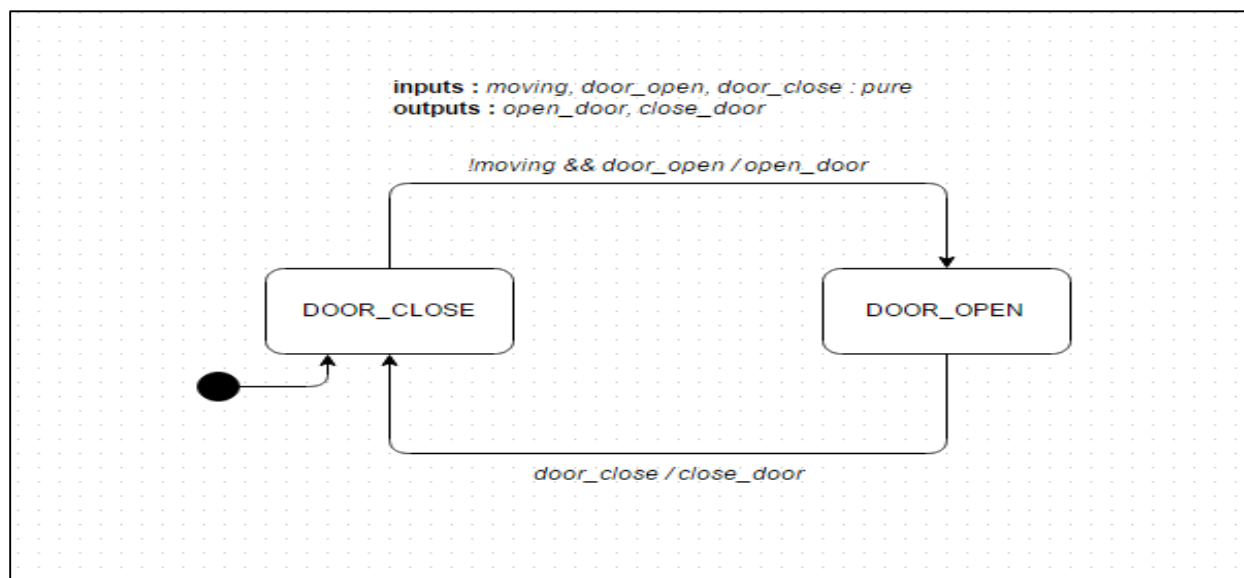 inputs : moving, door_open, door_close : pure
outputs : open_door, close_door
!moving && door_open / open_door
DOOR_CLOSE
DOOR_OPEN
door_close / close_door